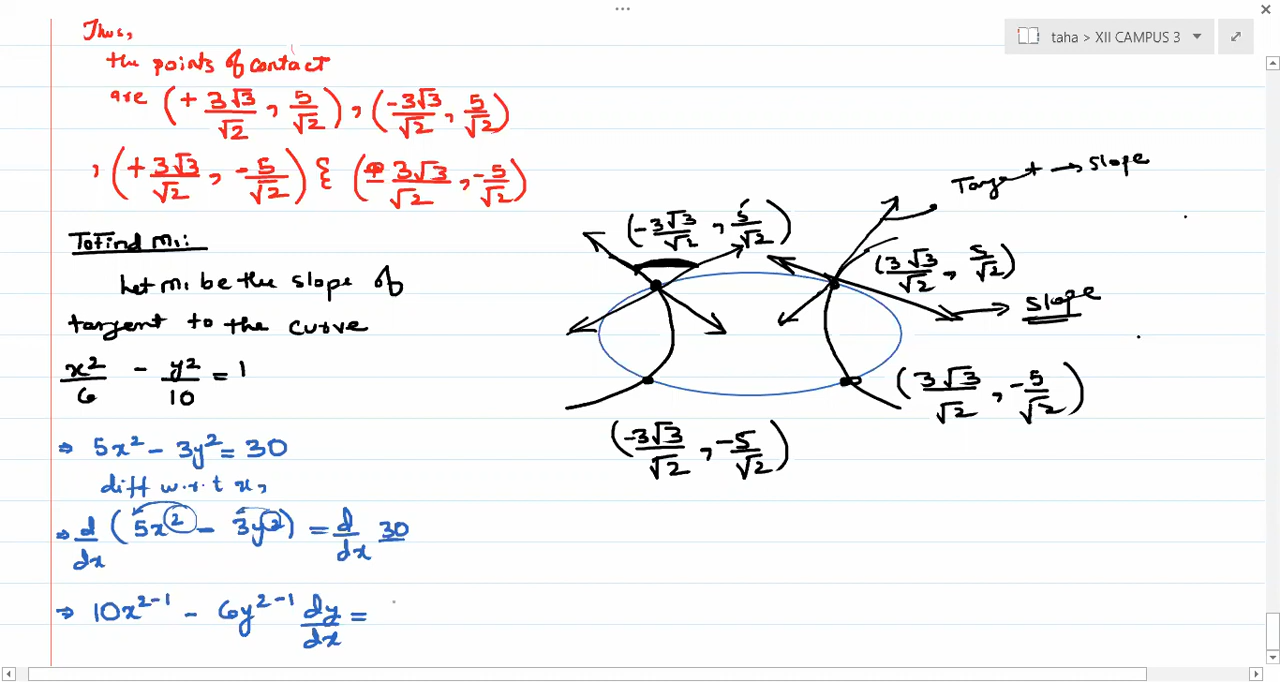 taha > XII CAMPUS 3
Thus,
the points of contact
are (+ 3√3/√2 , 5/√2) , (-3√3/√2 , 5/√2)
, (+ 3√3/√2 , -5/√2) & (- 3√3/√2 , -5/√2)
To Find m₁:
Let m₁ be the slope of
tangent to the curve
x²/6 - y²/10 = 1
⇒ 5x² - 3y² = 30
diff w.r.t x,
⇒ d/dx (5x² - 3y²) = d/dx 30
⇒ 10x²⁻¹ - 6y²⁻¹ dy/dx =
Tangent → Slope
(-3√3/√2 , 5/√2)
(3√3/√2 , 5/√2)
→ Slope
(3√3/√2 , -5/√2)
(-3√3/√2 , -5/√2)